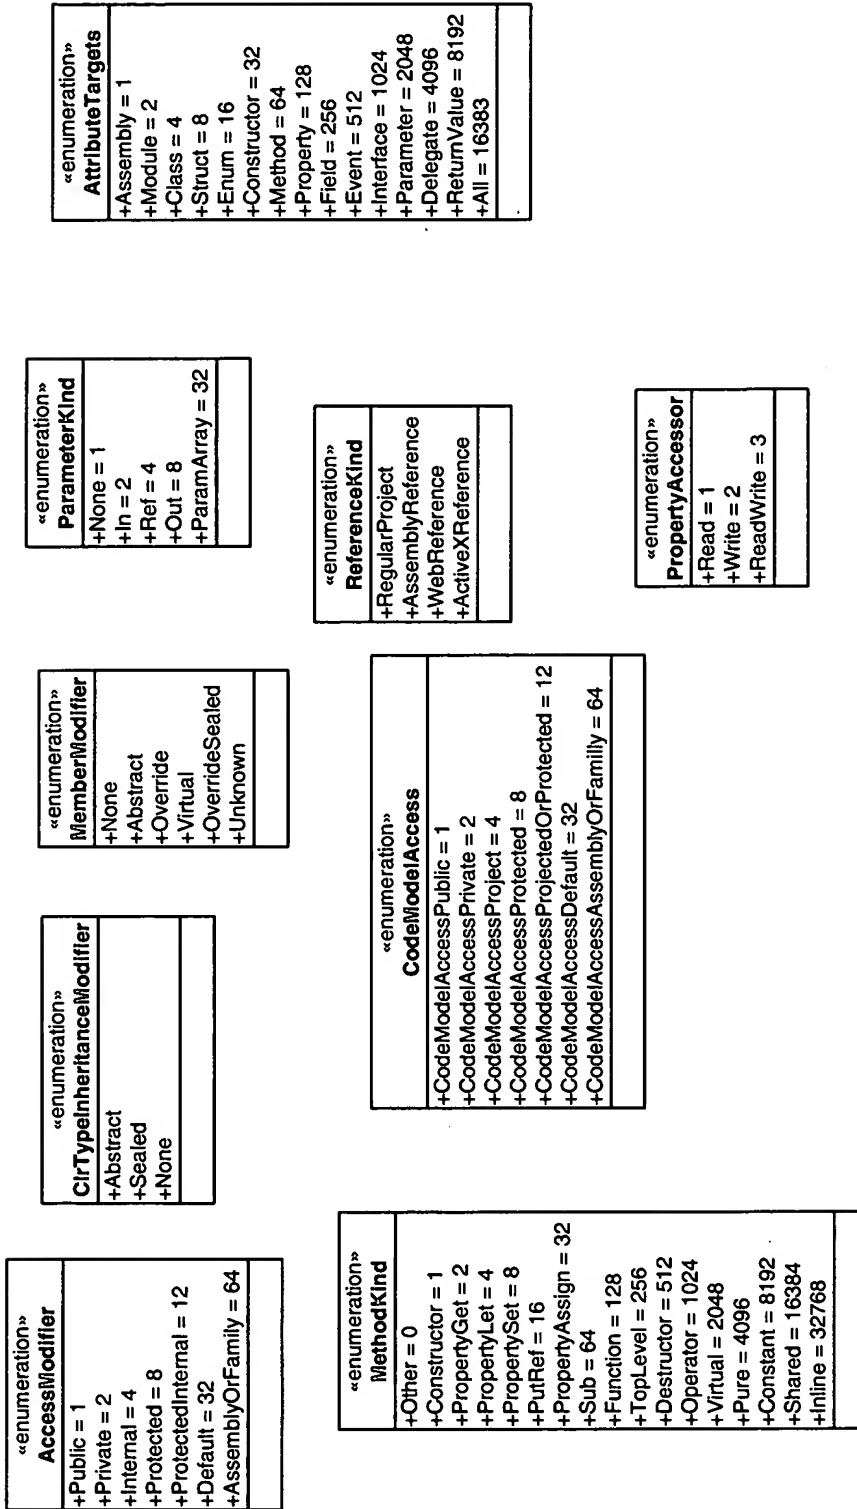 «enumeration»
AccessModifier
+Public = 1
+Private = 2
+Internal = 4
+Protected = 8
+ProtectedInternal = 12
+Default = 32
+AssemblyOrFamily = 64
«enumeration»
ClrTypeInheritanceModifier
+Abstract
+Sealed
+None
«enumeration»
MemberModifier
+None
+Abstract
+Override
+Virtual
+OverrideSealed
+Unknown
«enumeration»
ParameterKind
+None = 1
+In = 2
+Ref = 4
+Out = 8
+ParamArray = 32
«enumeration»
AttributeTargets
+Assembly = 1
+Module = 2
+Class = 4
+Struct = 8
+Enum = 16
+Constructor = 32
+Method = 64
+Property = 128
+Field = 256
+Event = 512
+Interface = 1024
+Parameter = 2048
+Delegate = 4096
+ReturnValue = 8192
+All = 16383
«enumeration»
MethodKind
+Other = 0
+Constructor = 1
+PropertyGet = 2
+PropertyLet = 4
+PropertySet = 8
+PutRef = 16
+PropertyAssign = 32
+Sub = 64
+Function = 128
+TopLevel = 256
+Destructor = 512
+Operator = 1024
+Virtual = 2048
+Pure = 4096
+Constant = 8192
+Shared = 16384
+Inline = 32768
«enumeration»
CodeModelAccess
+CodeModelAccessPublic = 1
+CodeModelAccessPrivate = 2
+CodeModelAccessProject = 4
+CodeModelAccessProtected = 8
+CodeModelAccessProjectedOrProtected = 12
+CodeModelAccessDefault = 32
+CodeModelAccessAssemblyOrFamilly = 64
«enumeration»
ReferenceKind
+RegularProject
+AssemblyReference
+WebReference
+ActiveXReference
«enumeration»
PropertyAccessor
+Read = 1
+Write = 2
+ReadWrite = 3